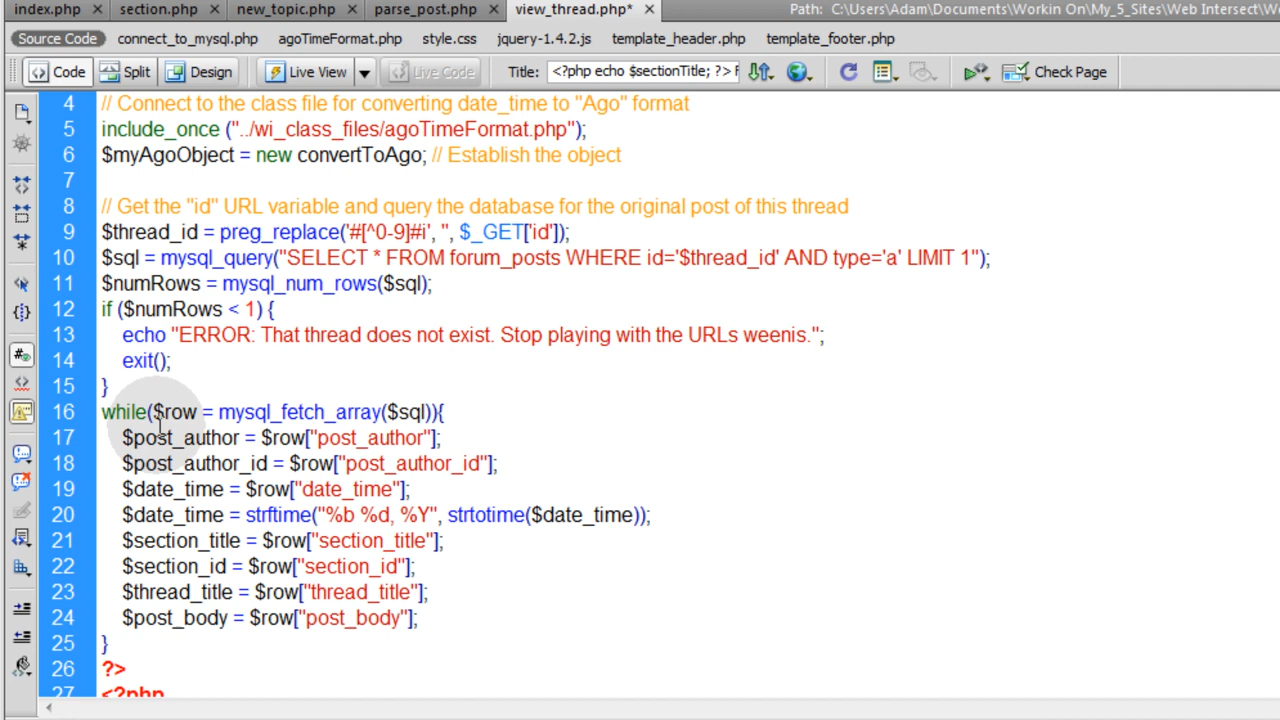 index.php × section.php × new_topic.php × parse_post.php × view_thread.php* × Path: C:\Users\Adam\Documents\Workin On\My_5_Sites\Web Intersect\W
Source Code connect_to_mysql.php agoTimeFormat.php style.css jquery-1.4.2.js template_header.php template_footer.php
Code Split Design Live View Live Code Title: <?php echo $sectionTitle; ?> Check Page
4 // Connect to the class file for converting date_time to "Ago" format
5 include_once ("../wi_class_files/agoTimeFormat.php");
6 $myAgoObject = new convertToAgo; // Establish the object
7
8 // Get the "id" URL variable and query the database for the original post of this thread
9 $thread_id = preg_replace('#[^0-9]#i', '', $_GET['id']);
10 $sql = mysql_query("SELECT * FROM forum_posts WHERE id='$thread_id' AND type='a' LIMIT 1");
11 $numRows = mysql_num_rows($sql);
12 if ($numRows < 1) {
13 echo "ERROR: That thread does not exist. Stop playing with the URLs weenis.";
14 exit();
15 }
16 while($row = mysql_fetch_array($sql)){
17 $post_author = $row["post_author"];
18 $post_author_id = $row["post_author_id"];
19 $date_time = $row["date_time"];
20 $date_time = strftime("%b %d, %Y", strtotime($date_time));
21 $section_title = $row["section_title"];
22 $section_id = $row["section_id"];
23 $thread_title = $row["thread_title"];
24 $post_body = $row["post_body"];
25 }
26 ?>
27 <?php